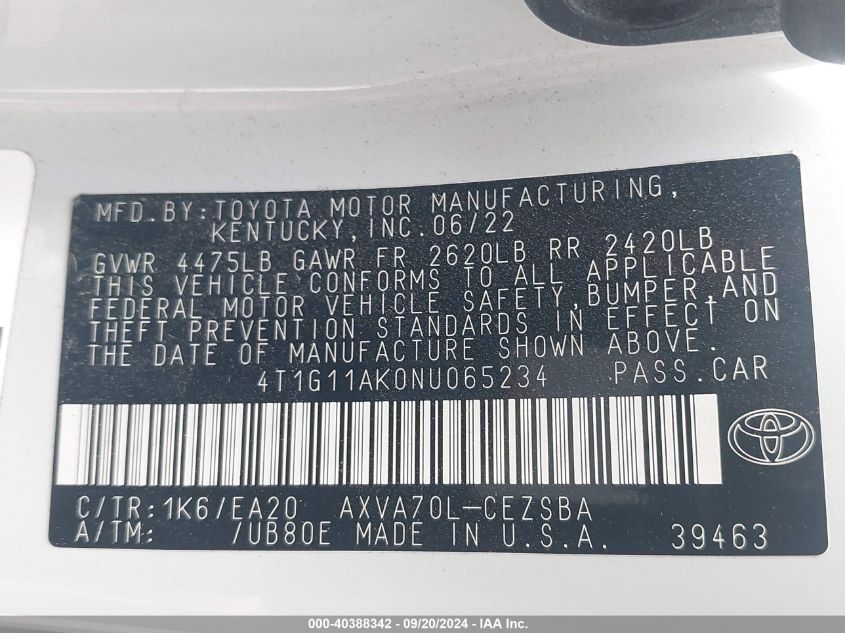 MFD.BY:TOYOTA MOTOR MANUFACTURING,
KENTUCKY,INC.06/22
GVWR 4475LB GAWR FR 2620LB RR 2420LB
THIS VEHICLE CONFORMS TO ALL APPLICABLE
FEDERAL MOTOR VEHICLE SAFETY,BUMPER,AND
THEFT PREVENTION STANDARDS IN EFFECT ON
THE DATE OF MANUFACTURE SHOWN ABOVE.
4T1G11AK0NU065234 PASS.CAR
C/TR:1K6/EA20 AXVA70L-CEZSBA
A/TM: /UB80E MADE IN U.S.A. 39463
000-40388342 - 09/20/2024 - IAA Inc.